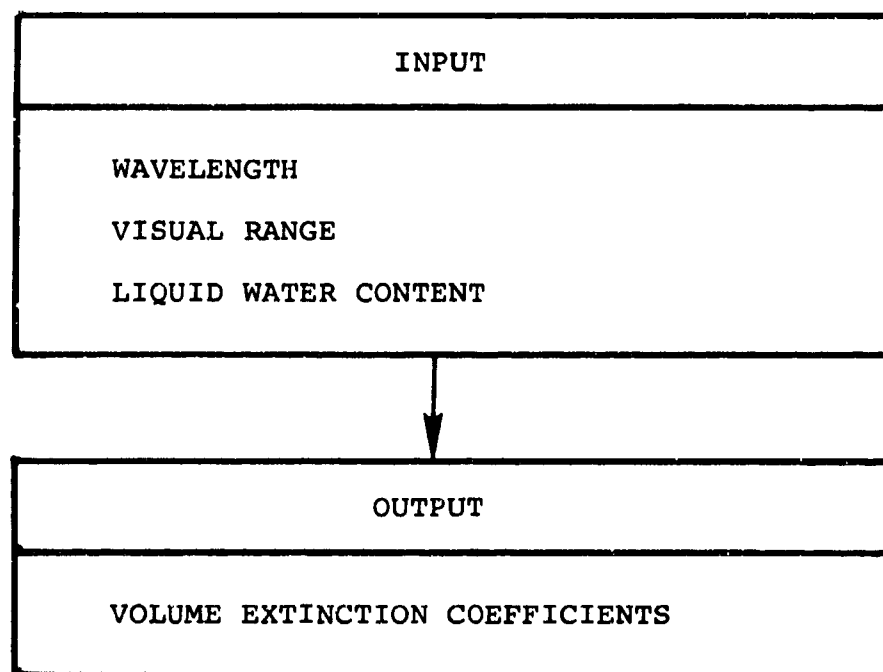 INPUT
WAVELENGTH
VISUAL RANGE
LIQUID WATER CONTENT
OUTPUT
VOLUME EXTINCTION COEFFICIENTS